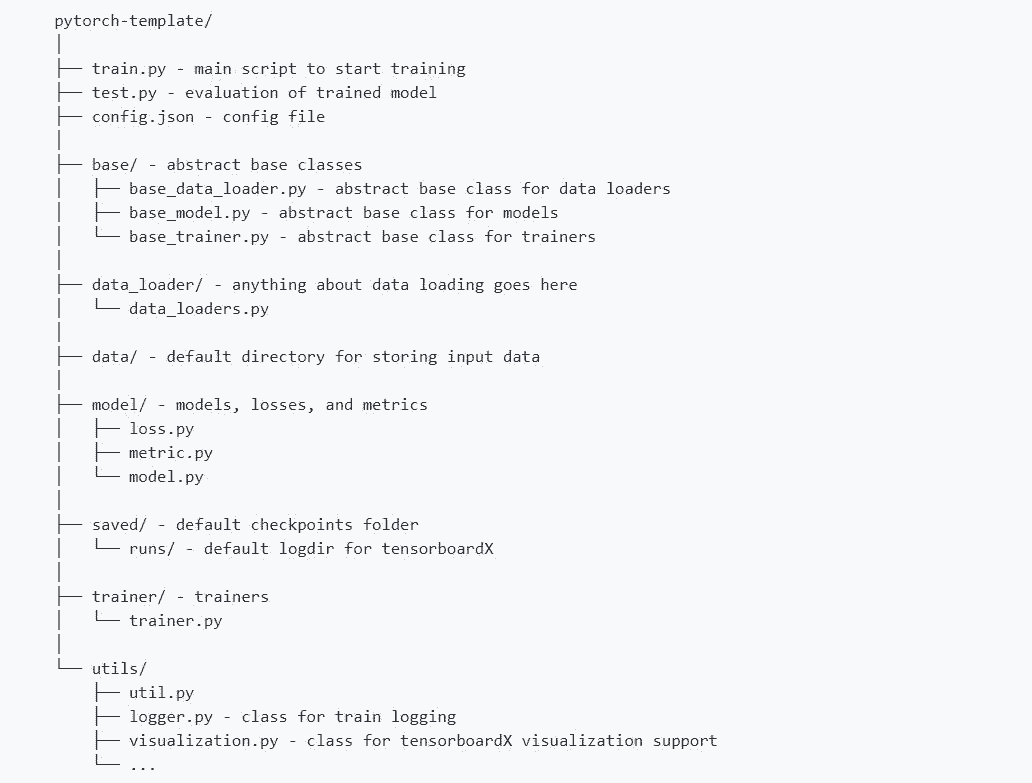 pytorch-template/
│
├── train.py - main script to start training
├── test.py - evaluation of trained model
├── config.json - config file
│
├── base/ - abstract base classes
│   ├── base_data_loader.py - abstract base class for data loaders
│   ├── base_model.py - abstract base class for models
│   └── base_trainer.py - abstract base class for trainers
│
├── data_loader/ - anything about data loading goes here
│   └── data_loaders.py
│
├── data/ - default directory for storing input data
│
├── model/ - models, losses, and metrics
│   ├── loss.py
│   ├── metric.py
│   └── model.py
│
├── saved/ - default checkpoints folder
│   └── runs/ - default logdir for tensorboardX
│
├── trainer/ - trainers
│   └── trainer.py
│
└── utils/
    ├── util.py
    ├── logger.py - class for train logging
    ├── visualization.py - class for tensorboardX visualization support
    └── ...